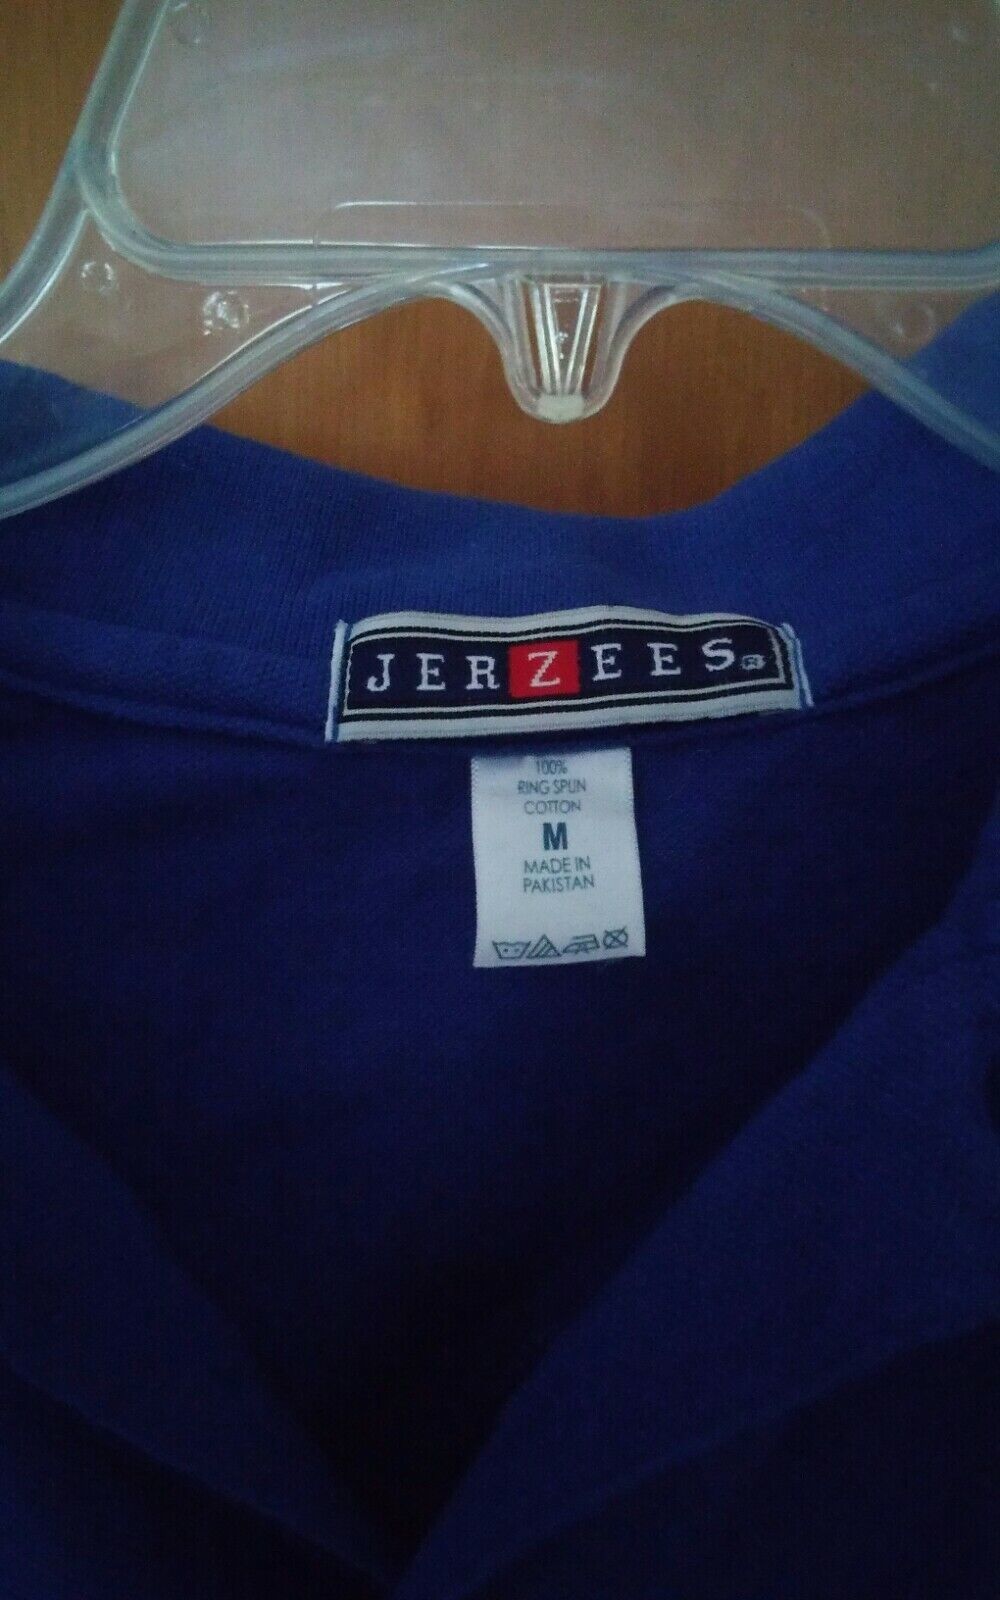 JERZEES®
100%
RING SPUN
COTTON
M
MADE IN
PAKISTAN